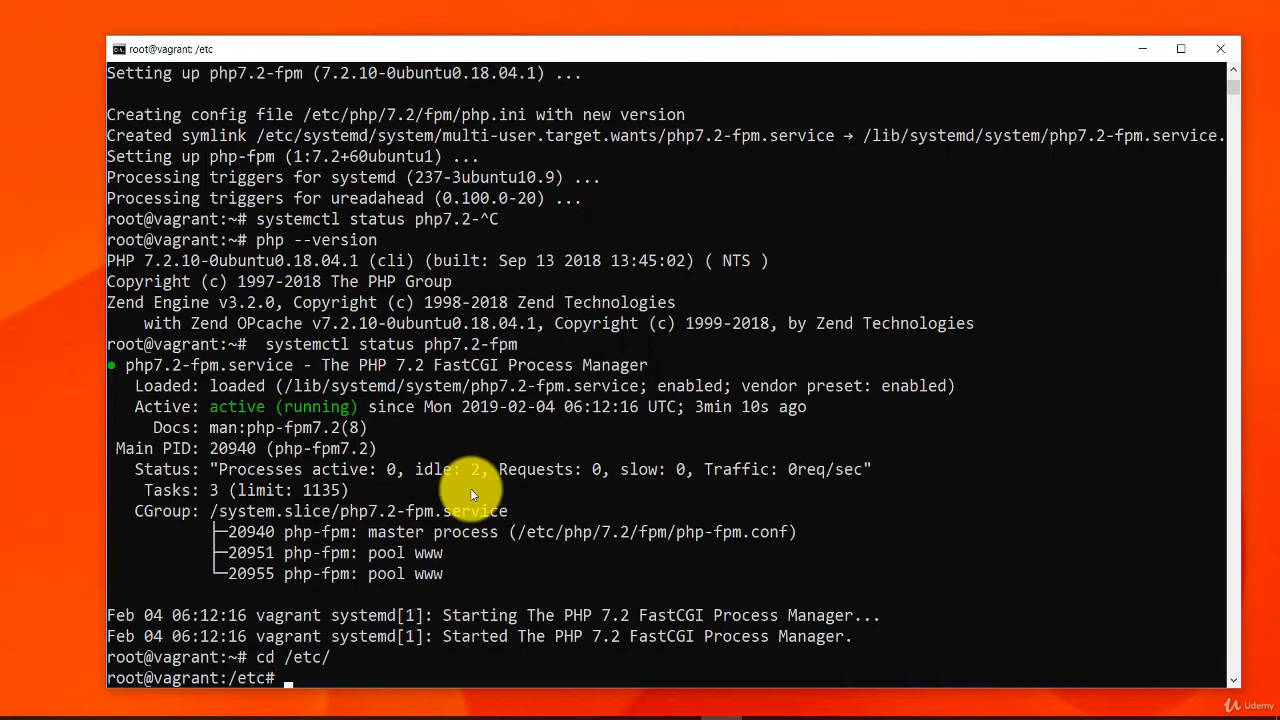 root@vagrant: /etc
Setting up php7.2-fpm (7.2.10-0ubuntu0.18.04.1) ...
Creating config file /etc/php/7.2/fpm/php.ini with new version
Created symlink /etc/systemd/system/multi-user.target.wants/php7.2-fpm.service → /lib/systemd/system/php7.2-fpm.service.
Setting up php-fpm (1:7.2+60ubuntu1) ...
Processing triggers for systemd (237-3ubuntu10.9) ...
Processing triggers for ureadahead (0.100.0-20) ...
root@vagrant:~# systemctl status php7.2-^C
root@vagrant:~# php --version
PHP 7.2.10-0ubuntu0.18.04.1 (cli) (built: Sep 13 2018 13:45:02) ( NTS )
Copyright (c) 1997-2018 The PHP Group
Zend Engine v3.2.0, Copyright (c) 1998-2018 Zend Technologies
    with Zend OPcache v7.2.10-0ubuntu0.18.04.1, Copyright (c) 1999-2018, by Zend Technologies
root@vagrant:~#  systemctl status php7.2-fpm
● php7.2-fpm.service - The PHP 7.2 FastCGI Process Manager
   Loaded: loaded (/lib/systemd/system/php7.2-fpm.service; enabled; vendor preset: enabled)
   Active: active (running) since Mon 2019-02-04 06:12:16 UTC; 3min 10s ago
     Docs: man:php-fpm7.2(8)
 Main PID: 20940 (php-fpm7.2)
   Status: "Processes active: 0, idle: 2, Requests: 0, slow: 0, Traffic: 0req/sec"
    Tasks: 3 (limit: 1135)
   CGroup: /system.slice/php7.2-fpm.service
           ├─20940 php-fpm: master process (/etc/php/7.2/fpm/php-fpm.conf)
           ├─20951 php-fpm: pool www
           └─20955 php-fpm: pool www
Feb 04 06:12:16 vagrant systemd[1]: Starting The PHP 7.2 FastCGI Process Manager...
Feb 04 06:12:16 vagrant systemd[1]: Started The PHP 7.2 FastCGI Process Manager.
root@vagrant:~# cd /etc/
root@vagrant:/etc#
Udemy